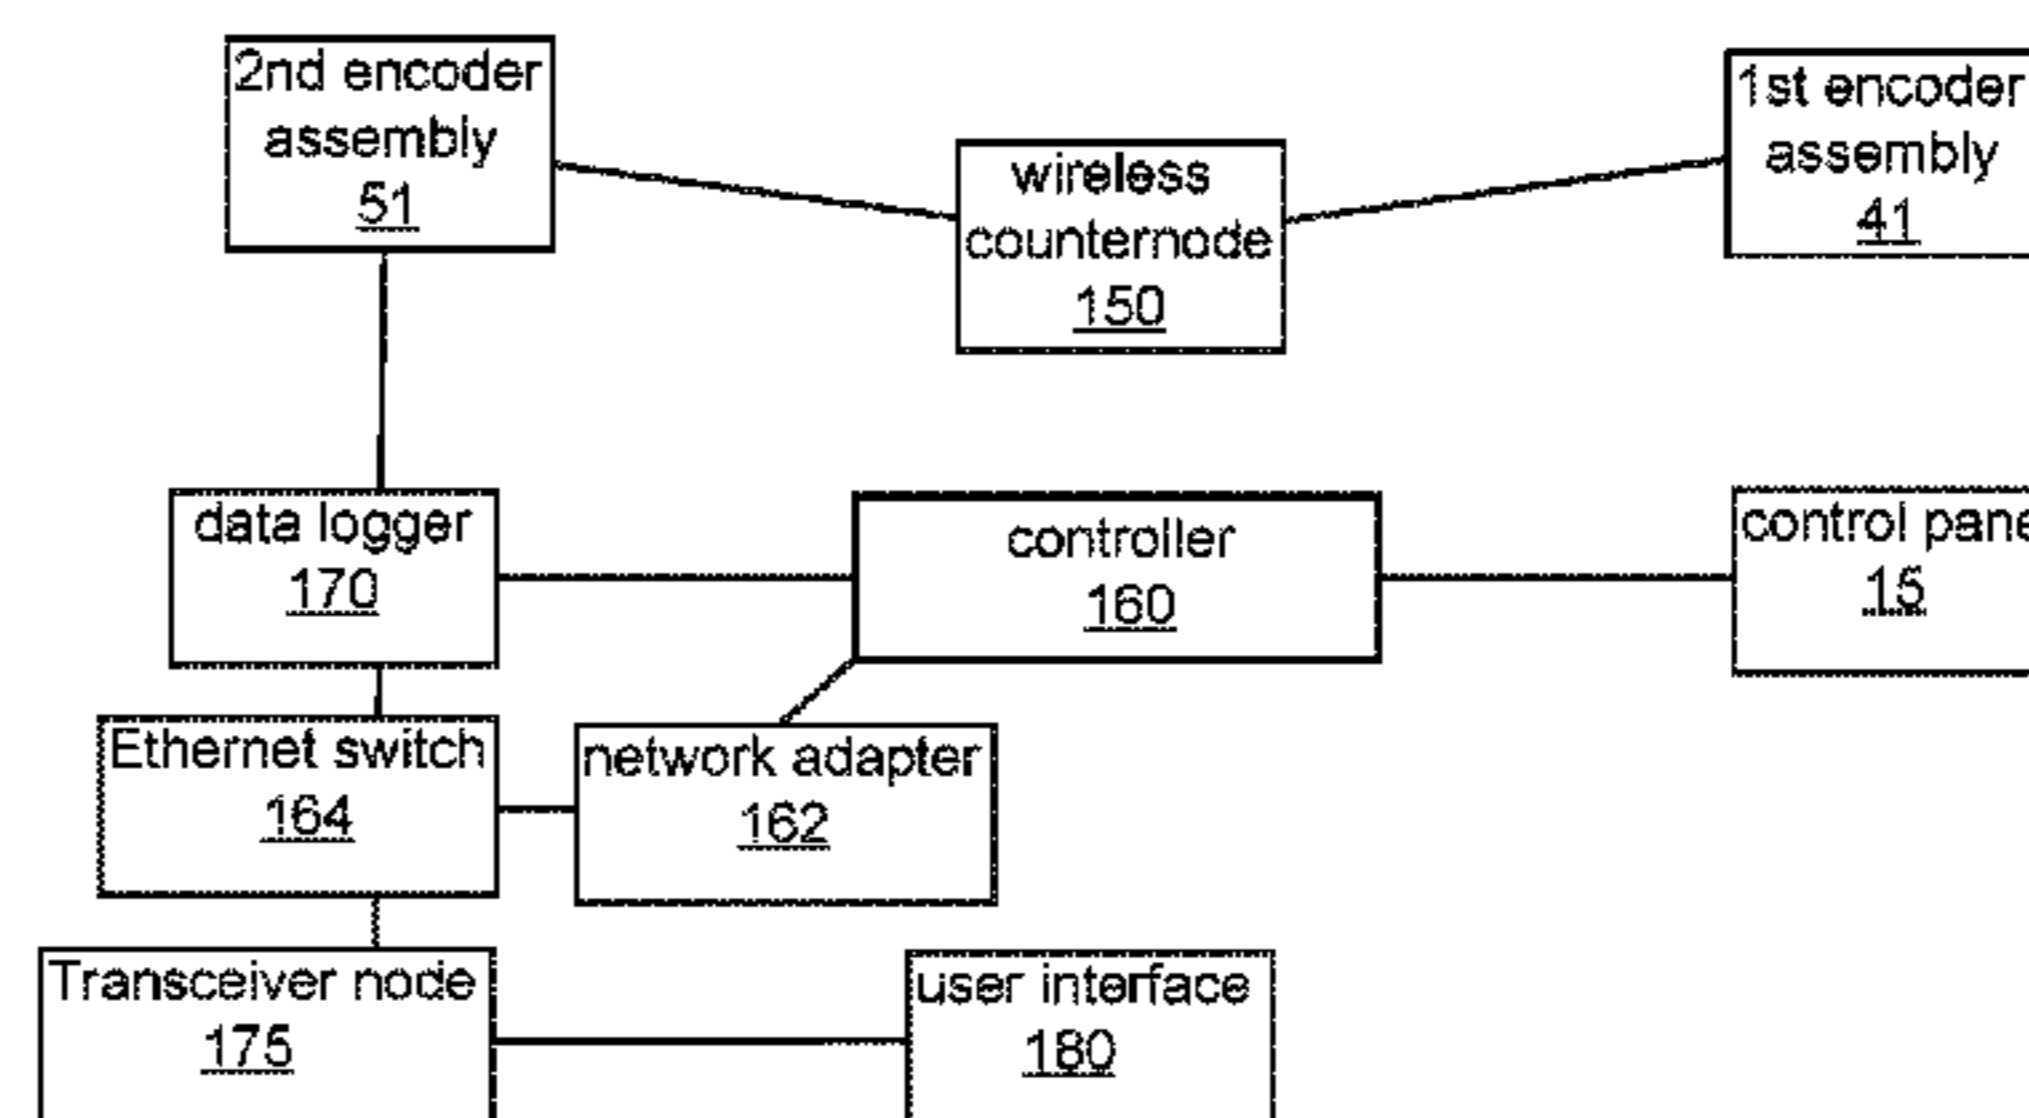 2nd encoder
assembly
51
wireless
counternode
150
1st encoder
assembly
41
data logger
170
controller
160
control pane
15
Ethernet switch
164
network adapter
162
Transceiver node
175
user interface
180